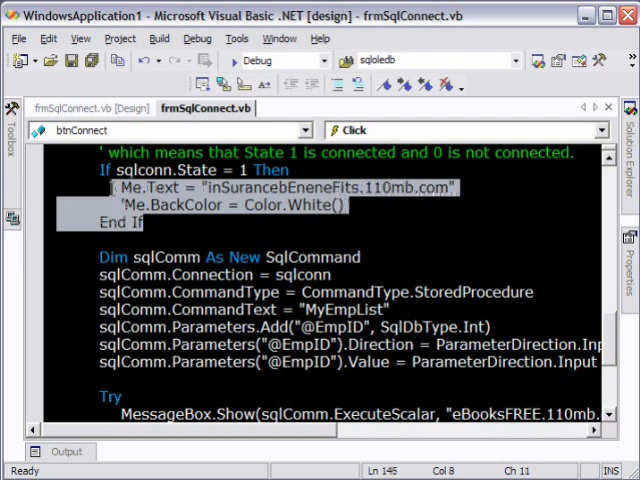 WindowsApplication1 - Microsoft Visual Basic .NET [design] - frmSqlConnect.vb
File Edit View Project Build Debug Tools Window Help
Debug sqloledb
frmSqlConnect.vb [Design] frmSqlConnect.vb
btnConnect Click
Toolbox
Solution Explorer
Properties
' which means that State 1 is connected and 0 is not connected.
If sqlconn.State = 1 Then
Me.Text = "inSurancebEneneFits.110mb.com"
'Me.BackColor = Color.White()
End If
Dim sqlComm As New SqlCommand
sqlComm.Connection = sqlconn
sqlComm.CommandType = CommandType.StoredProcedure
sqlComm.CommandText = "MyEmpList"
sqlComm.Parameters.Add("@EmpID", SqlDbType.Int)
sqlComm.Parameters("@EmpID").Direction = ParameterDirection.Inp
sqlComm.Parameters("@EmpID").Value = ParameterDirection.Input
Try
MessageBox.Show(sqlComm.ExecuteScalar, "eBooksFREE.110mb.
Output
Ready Ln 145 Col 8 Ch 11 INS